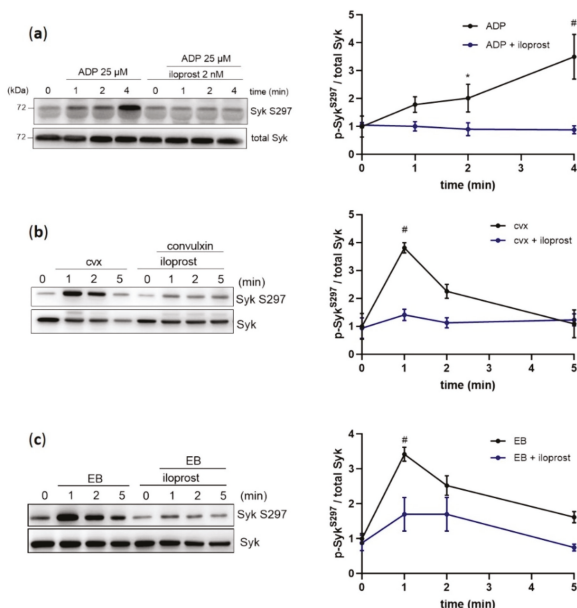 (a)
ADP 25 µM
ADP 25 µM
iloprost 2 nM
(kDa) 0 1 2 4 0 1 2 4 time (min)
72 Syk S297
72 total Syk
p-Syk^S297 / total Syk
5
4
3
2
1
0
ADP
ADP + iloprost
*
#
0 1 2 3 4
time (min)
(b)
convulxin
cvx iloprost
0 1 2 5 0 1 2 5 (min)
Syk S297
Syk
p-Syk^S297 / total Syk
5
4
3
2
1
0
cvx
cvx + iloprost
#
0 1 2 3 4 5
time (min)
(c)
EB
EB iloprost
0 1 2 5 0 1 2 5 (min)
Syk S297
Syk
p-Syk^S297 / total Syk
4
3
2
1
0
EB
EB + iloprost
#
0 1 2 3 4 5
time (min)